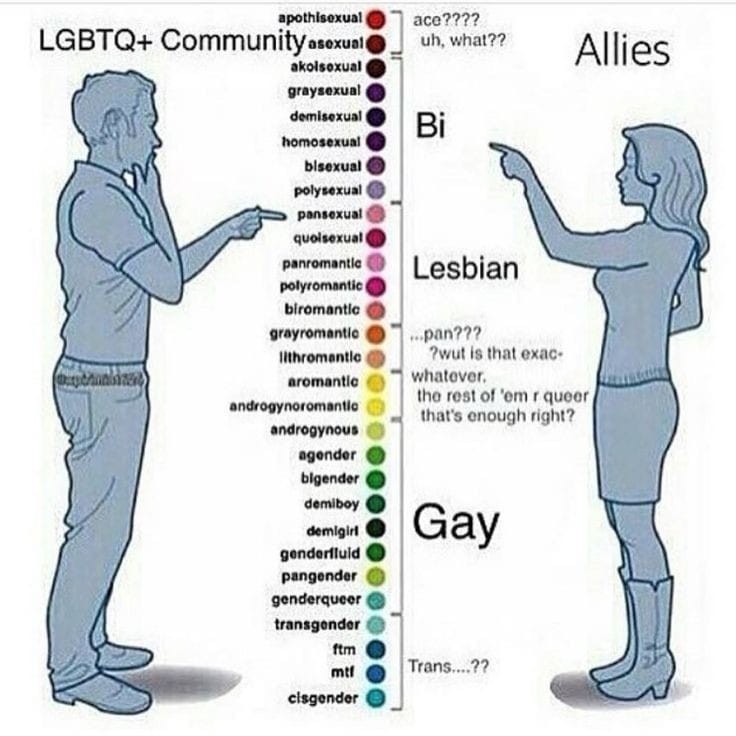 LGBTQ+ Community
Allies
apothisexual
asexual
akoisexual
graysexual
demisexual
homosexual
bisexual
polysexual
pansexual
quoisexual
panromantic
polyromantic
biromantic
grayromantic
lithromantic
aromantic
androgynoromantic
androgynous
agender
bigender
demiboy
demigirl
genderfluid
pangender
genderqueer
transgender
ftm
mtf
cisgender
ace????
uh, what??
Bi
Lesbian
...pan???
?wut is that exac-
whatever.
the rest of 'em r queer
that's enough right?
Gay
Trans....??